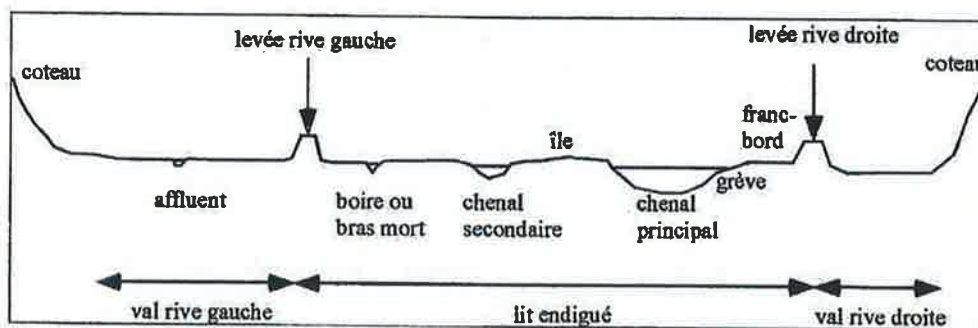 levée rive gauche
levée rive droite
coteau
coteau
franc-
bord
île
grève
affluent
boire ou
bras mort
chenal
secondaire
chenal
principal
val rive gauche
lit endigué
val rive droite